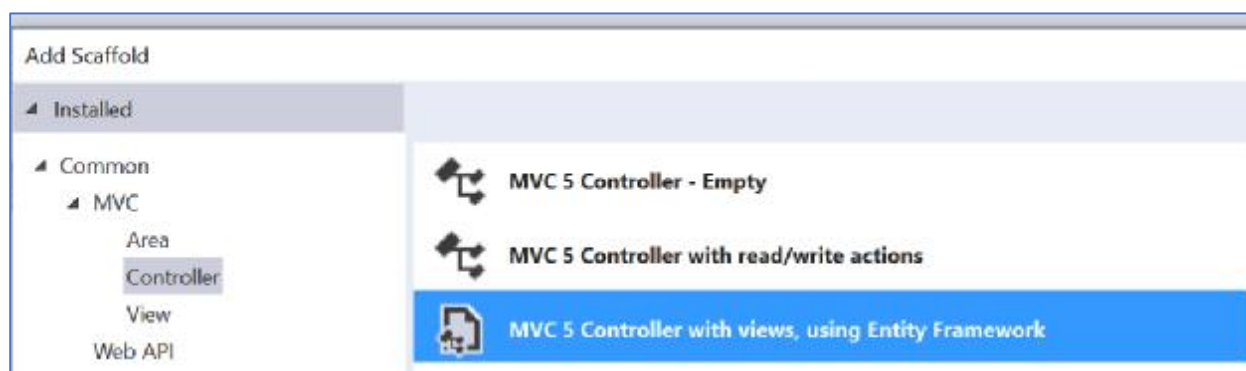 Add Scaffold
Installed
Common
MVC
Area
Controller
View
Web API
MVC 5 Controller - Empty
MVC 5 Controller with read/write actions
MVC 5 Controller with views, using Entity Framework